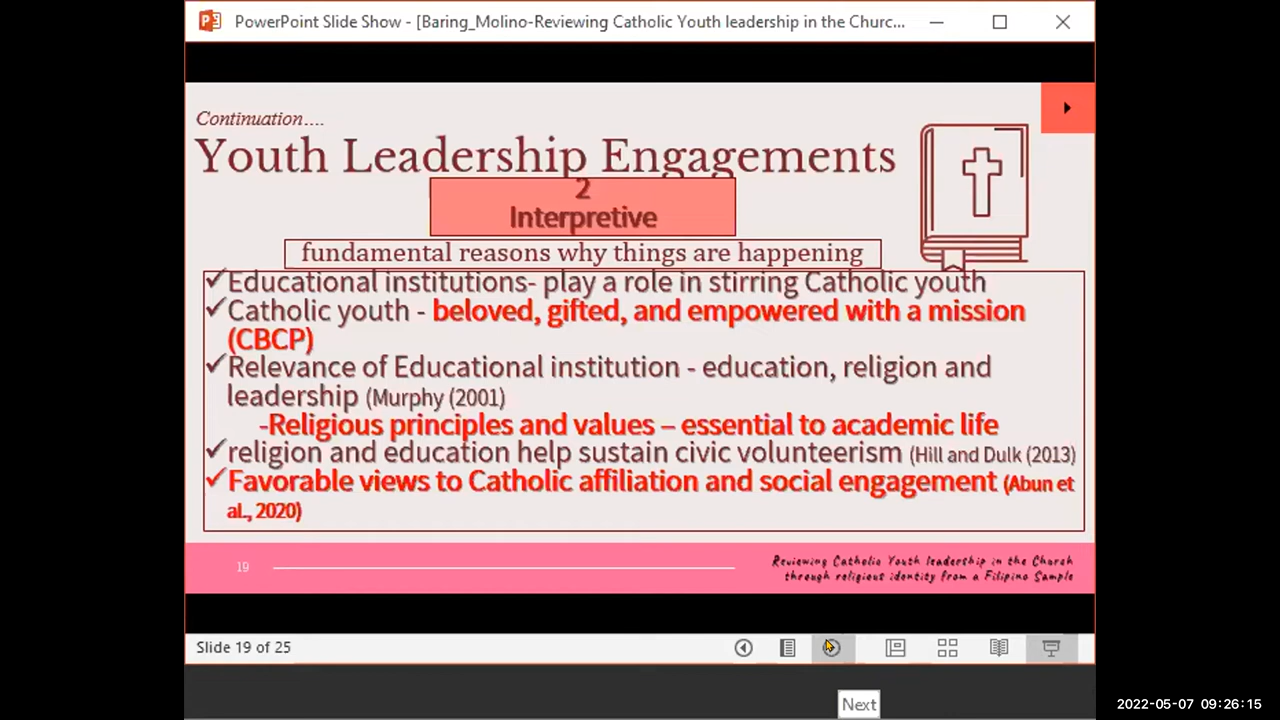 PowerPoint Slide Show - [Baring_Molino-Reviewing Catholic Youth leadership in the Churc...
Continuation....
Youth Leadership Engagements
2
Interpretive
fundamental reasons why things are happening
✓Educational institutions- play a role in stirring Catholic youth
✓Catholic youth - beloved, gifted, and empowered with a mission
(CBCP)
✓Relevance of Educational institution - education, religion and
leadership (Murphy (2001)
-Religious principles and values – essential to academic life
✓religion and education help sustain civic volunteerism (Hill and Dulk (2013)
✓Favorable views to Catholic affiliation and social engagement (Abun et
al., 2020)
19
Reviewing Catholic Youth leadership in the Church
through religious identity from a Filipino Sample
Slide 19 of 25
Next
2022-05-07 09:26:15